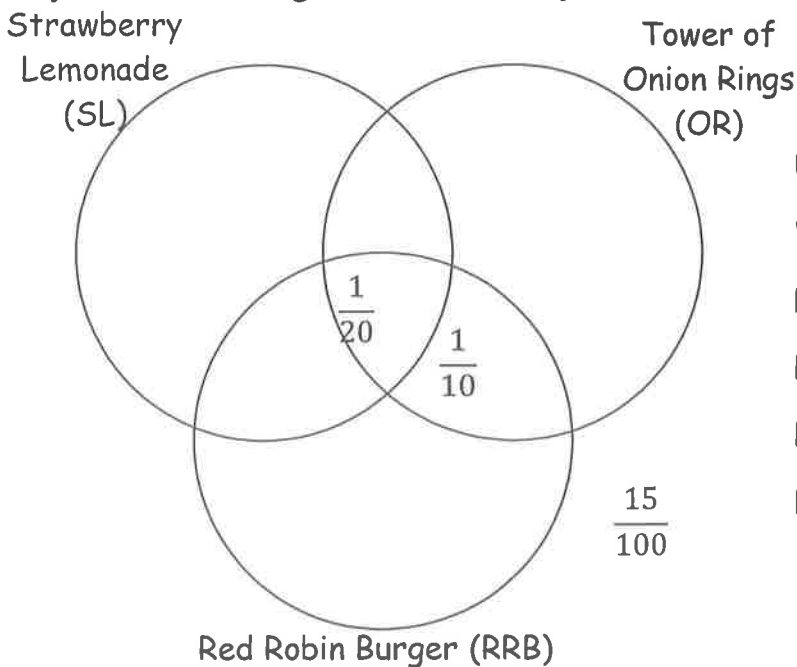 Strawberry
Lemonade
(SL)
Tower of
Onion Rings
(OR)
1
20
1
10
15
100
Red Robin Burger (RRB)